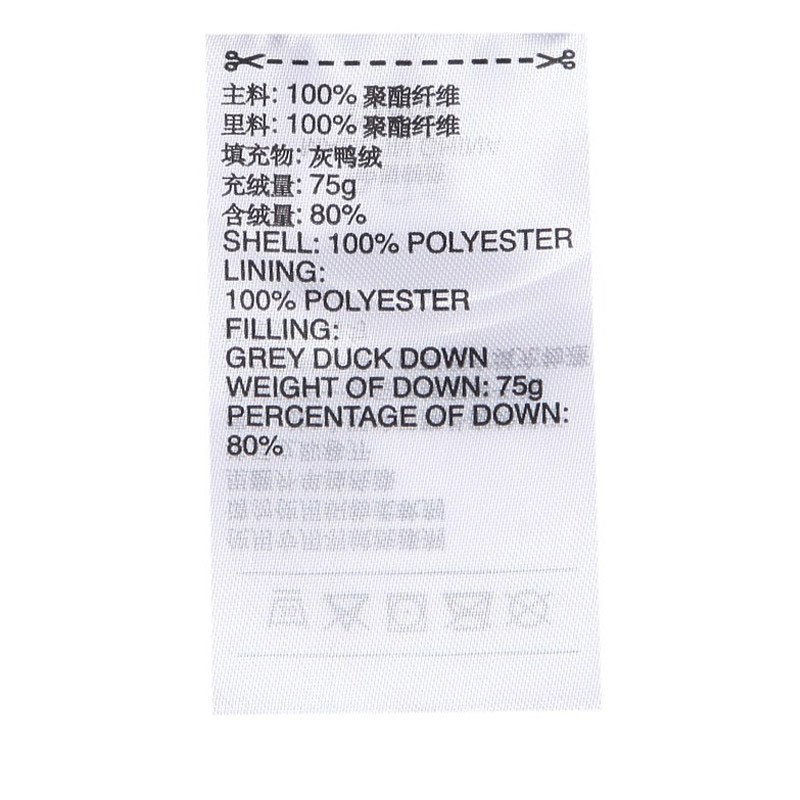 主料: 100% 聚酯纤维
里料: 100% 聚酯纤维
填充物: 灰鸭绒
充绒量: 75g
含绒量: 80%
SHELL: 100% POLYESTER
LINING:
100% POLYESTER
FILLING:
GREY DUCK DOWN
WEIGHT OF DOWN: 75g
PERCENTAGE OF DOWN:
80%